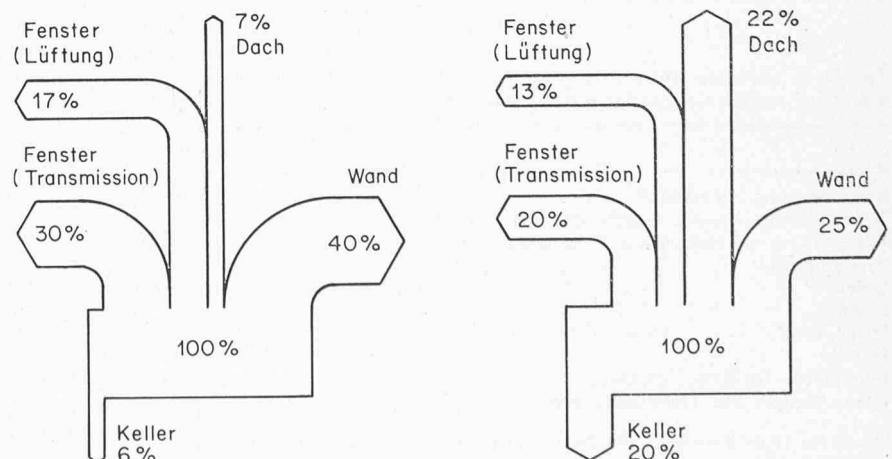 Fenster
(Lüftung)
17%
7%
Dach
Fenster
(Transmission)
30%
Wand
40%
100%
Keller
6%
Fenster
(Lüftung)
13%
22%
Dach
Fenster
(Transmission)
20%
Wand
25%
100%
Keller
20%